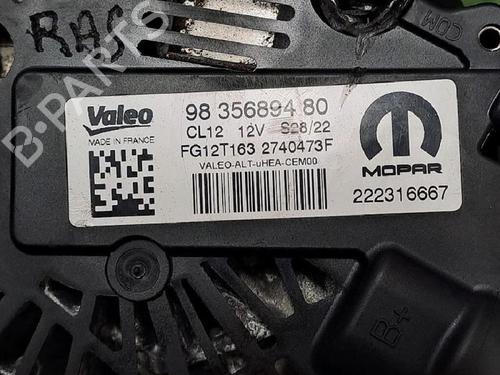 RAS
COM
Valeo
MADE IN FRANCE
98 356894 80
CL12 12V S28/22
FG12T163 2740473F
VALEO-ALT-uHEA-CEM00
MOPAR
222316667
B+
B-PARTS